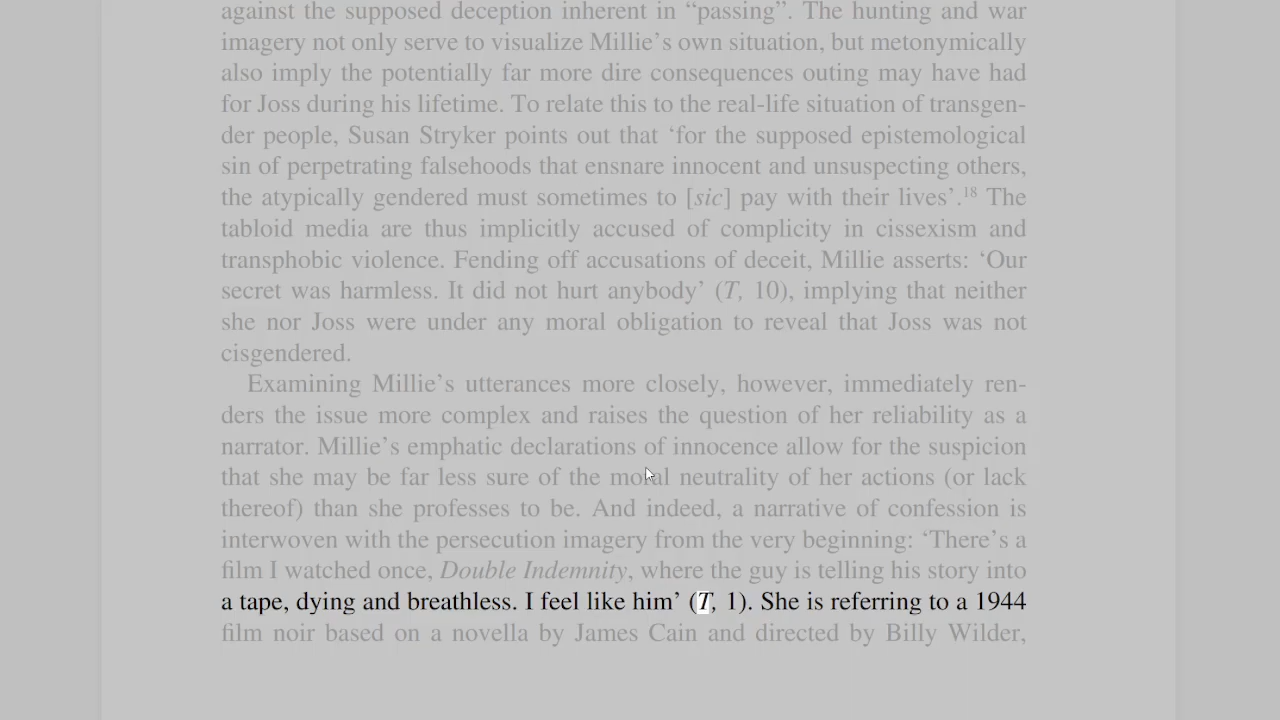 against the supposed deception inherent in “passing”. The hunting and war
imagery not only serve to visualize Millie’s own situation, but metonymically
also imply the potentially far more dire consequences outing may have had
for Joss during his lifetime. To relate this to the real-life situation of transgen-
der people, Susan Stryker points out that ‘for the supposed epistemological
sin of perpetrating falsehoods that ensnare innocent and unsuspecting others,
the atypically gendered must sometimes to [sic] pay with their lives’.18 The
tabloid media are thus implicitly accused of complicity in cissexism and
transphobic violence. Fending off accusations of deceit, Millie asserts: ‘Our
secret was harmless. It did not hurt anybody’ (T, 10), implying that neither
she nor Joss were under any moral obligation to reveal that Joss was not
cisgendered.
Examining Millie’s utterances more closely, however, immediately ren-
ders the issue more complex and raises the question of her reliability as a
narrator. Millie’s emphatic declarations of innocence allow for the suspicion
that she may be far less sure of the moral neutrality of her actions (or lack
thereof) than she professes to be. And indeed, a narrative of confession is
interwoven with the persecution imagery from the very beginning: ‘There’s a
film I watched once, Double Indemnity, where the guy is telling his story into
a tape, dying and breathless. I feel like him’ (T, 1). She is referring to a 1944
film noir based on a novella by James Cain and directed by Billy Wilder,